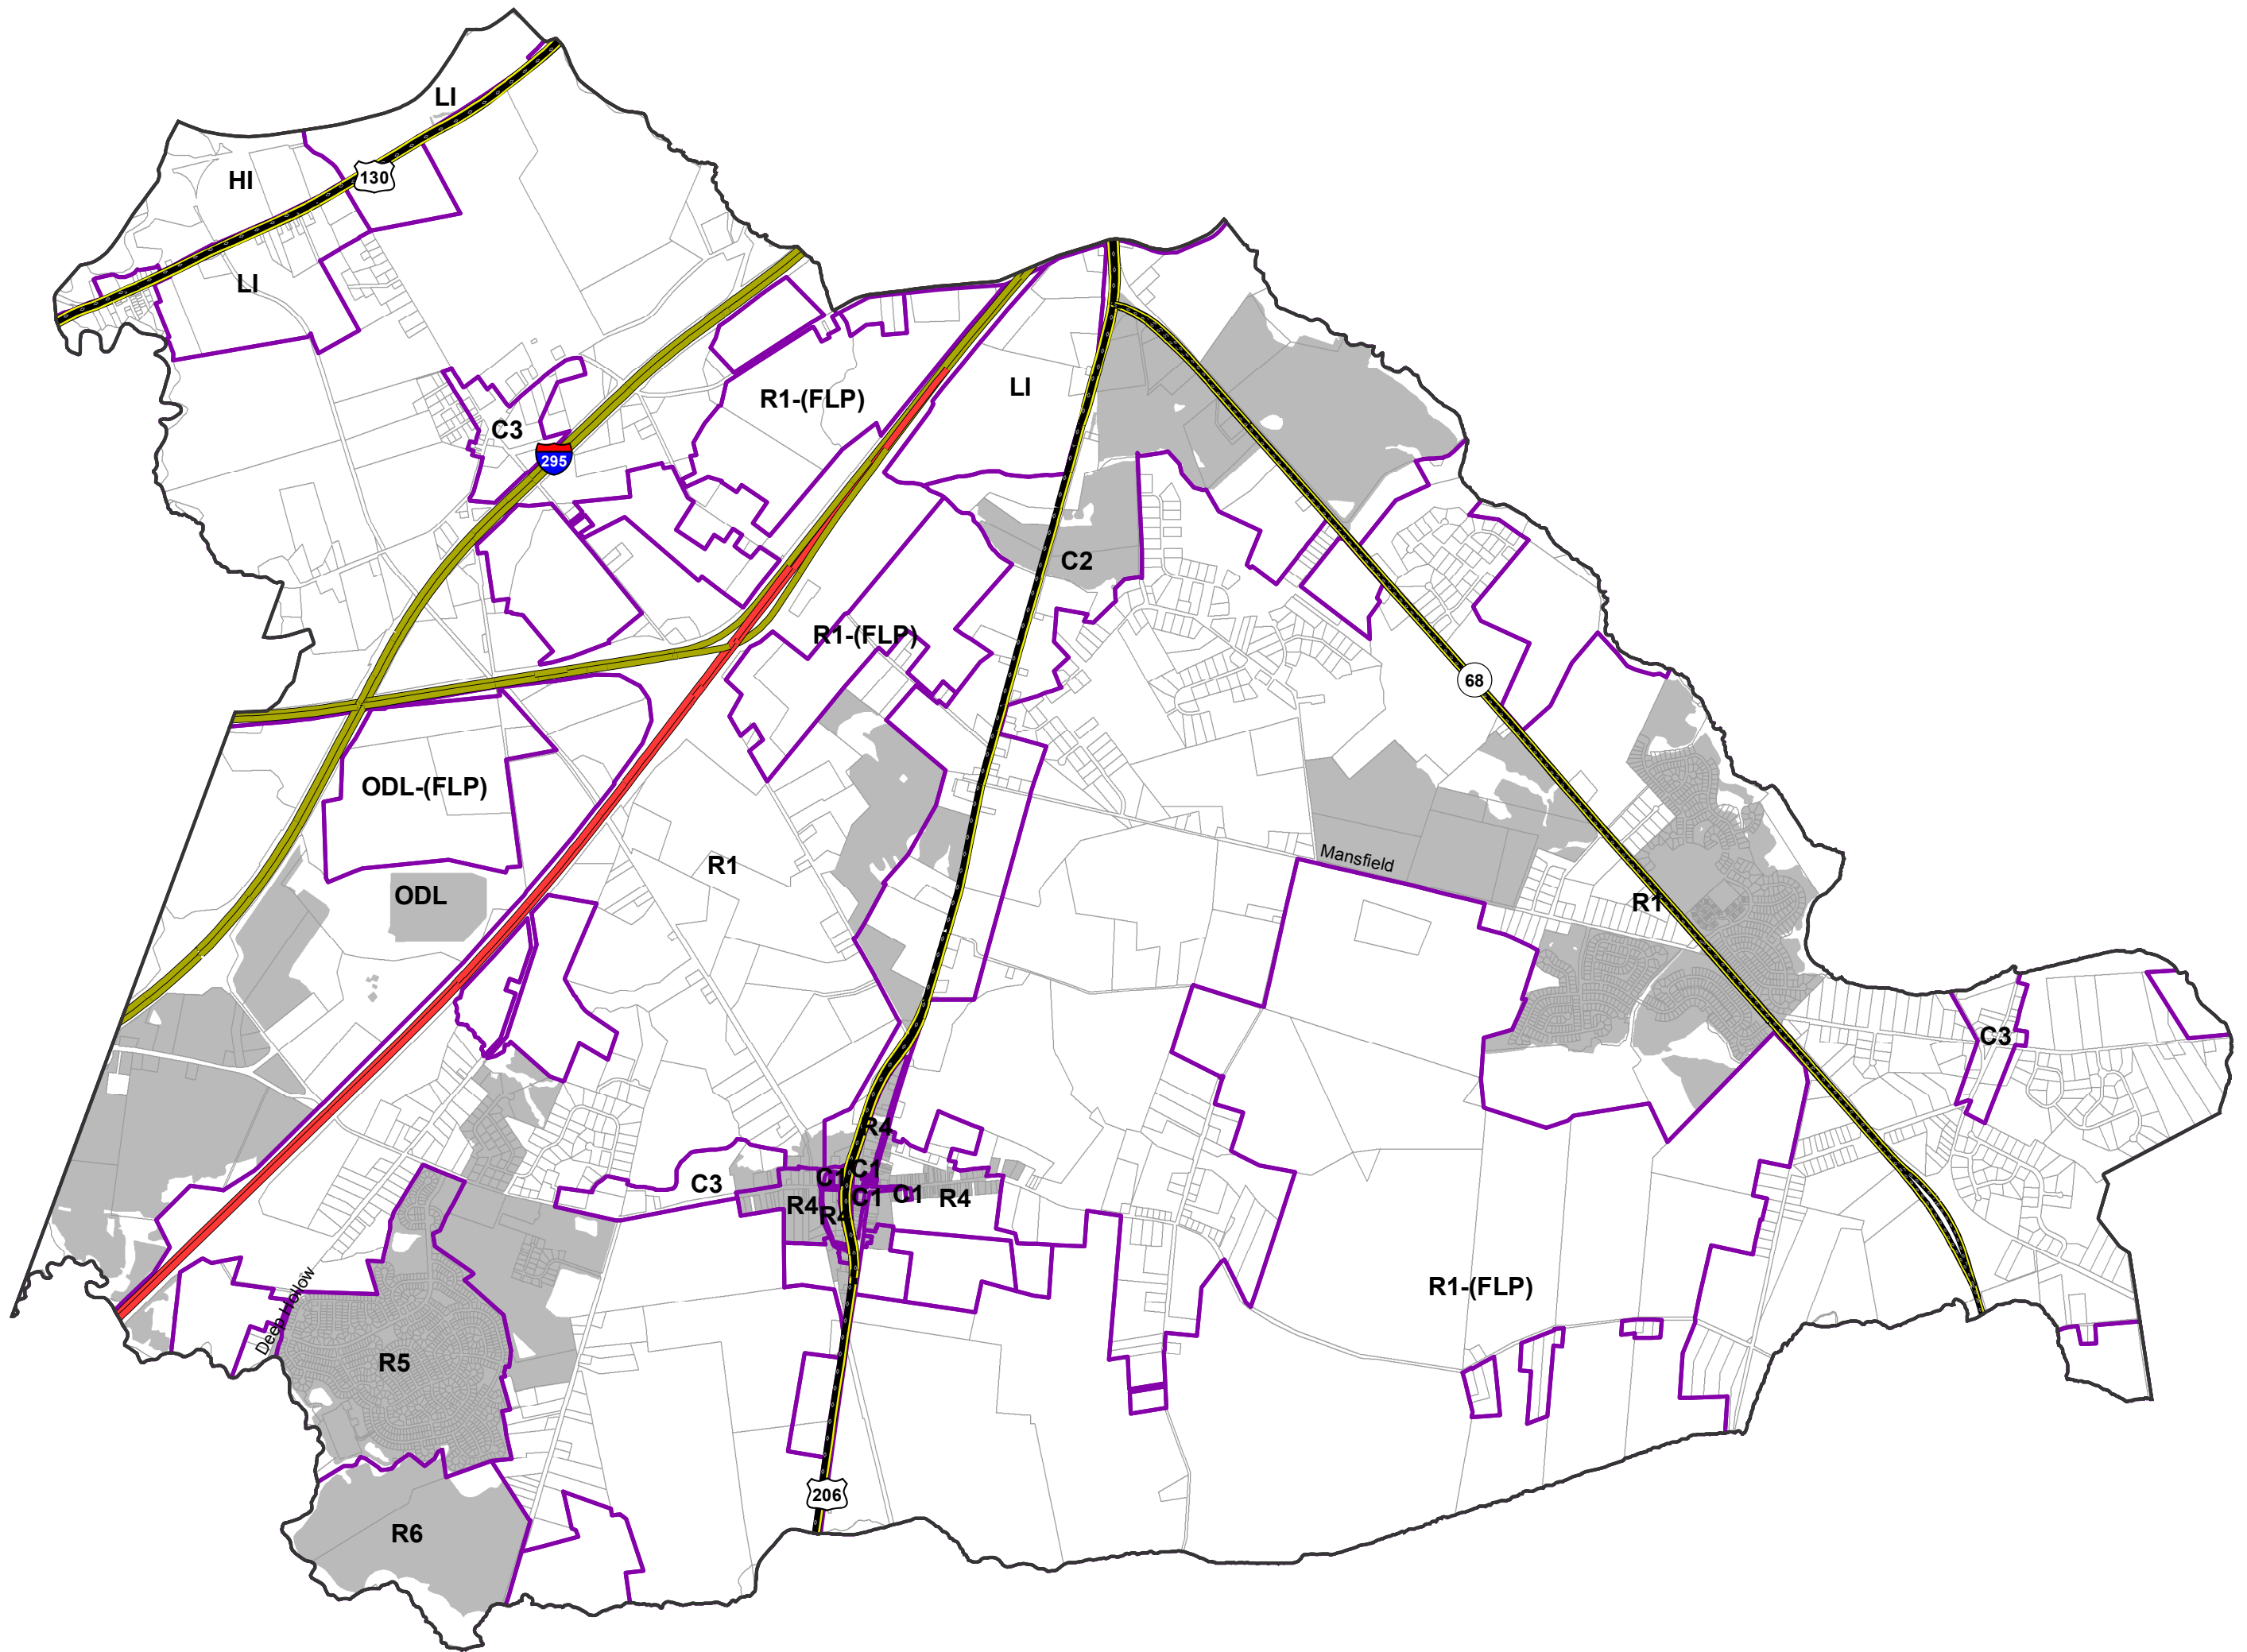 LI
HI
130
LI
R1-(FLP)
LI
C3
295
C2
R1-(FLP)
68
ODL-(FLP)
Mansfield
R1
ODL
R1
C3
R4
C1
C1
C3
C1
C1
R4
R4
R4
R1-(FLP)
Deep Hollow
R5
206
R6